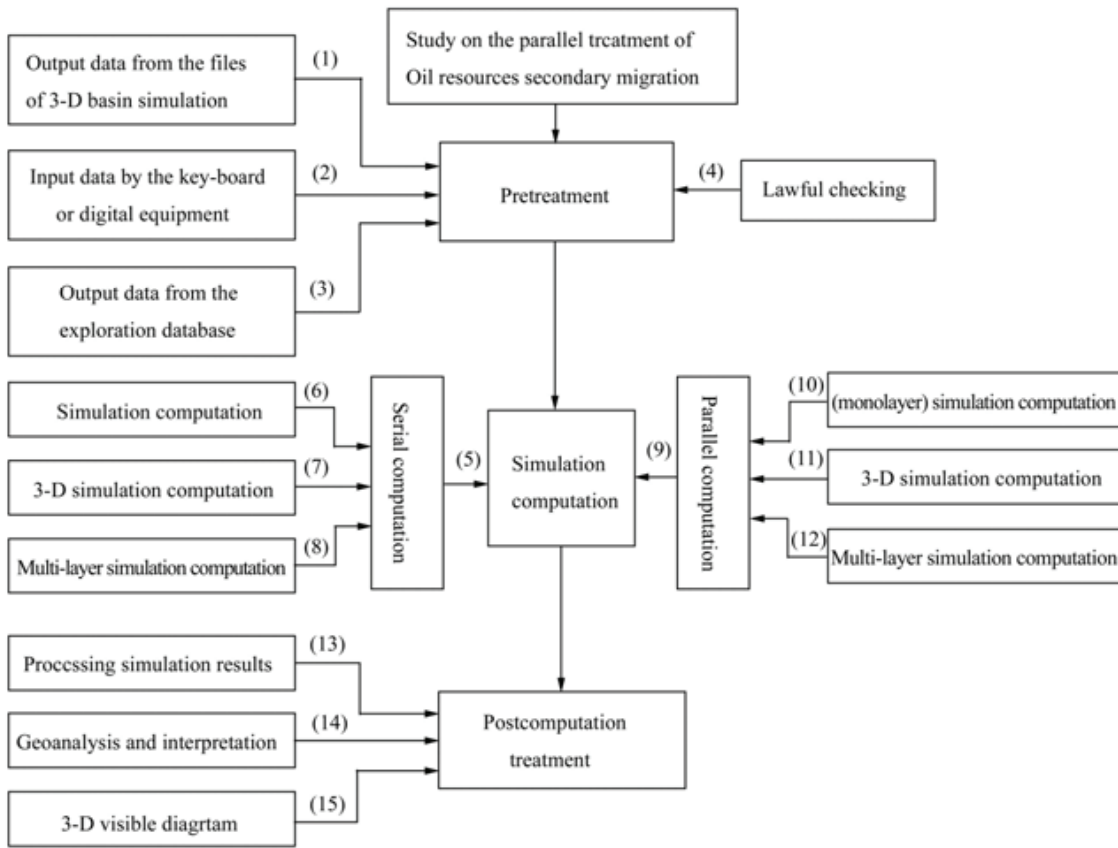 Study on the parallel trcatment of
Oil resources secondary migration
Output data from the files
of 3-D basin simulation
(1)
Input data by the key-board
or digital equipment
(2)
Pretreatment
(4)
Lawful checking
Output data from the
exploration database
(3)
Simulation computation
(6)
3-D simulation computation
(7)
Multi-layer simulation computation
(8)
Serial computation
(5)
Simulation
computation
(9)
Parallel computation
(10)
(monolayer) simulation computation
(11)
3-D simulation computation
(12)
Multi-layer simulation computation
Proccssing simulation results
(13)
Geoanalysis and interpretation
(14)
3-D visible diagrtam
(15)
Postcomputation
treatment